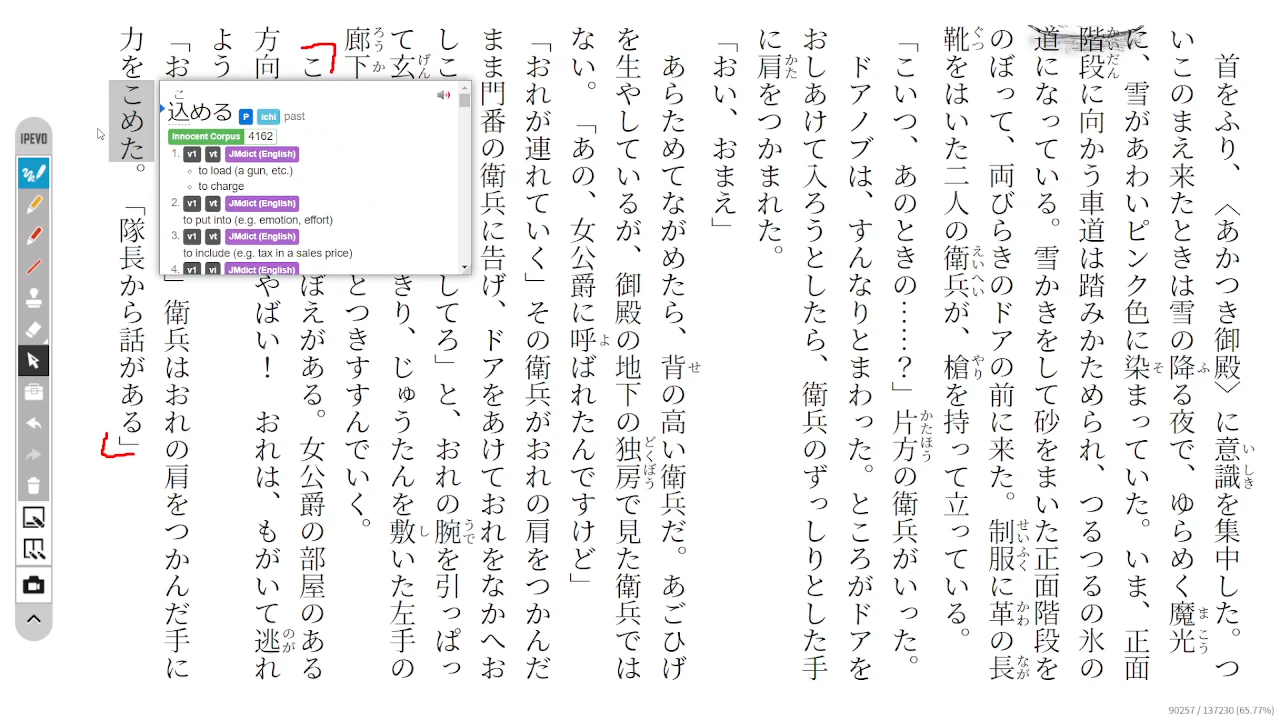 首をふり、〈あかつき御殿〉に意識を集中した。つ
いこのまえ来たときは雪の降る夜で、ゆらめく魔光
に、雪があわいピンク色に染まっていた。いま、正面
階段に向かう車道は踏みかためられ、つるつるの氷の
道になっている。雪かきをして砂をまいた正面階段を
のぼって、両びらきのドアの前に来た。制服に革の長
靴をはいた二人の衛兵が、槍を持って立っている。
「こいつ、あのときの……？」片方の衛兵がいった。
ドアノブは、すんなりとまわった。ところがドアを
おしあけて入ろうとしたら、衛兵のずっしりとした手
に肩をつかまれた。
「おい、おまえ」
あらためてながめたら、背の高い衛兵だ。あごひげ
を生やしているが、御殿の地下の独房で見た衛兵では
ない。「あの、女公爵に呼ばれたんですけど」
「おれが連れていく」その衛兵がおれの肩をつかんだ
まま門番の衛兵に告げ、ドアをあけておれをなかへお
しこ してろ」と、おれの腕を引っぱっ
て玄 きり、じゅうたんを敷いた左手の
廊下 とつきすすんでいく。
「こ ぼえがある。女公爵の部屋のある
方向 やばい！　おれは、もがいて逃れ
よう
「お 」衛兵はおれの肩をつかんだ手に
力をこめた。「隊長から話がある」
込める P ichi past
こ
Innocent Corpus 4162
1. v1 vt JMdict (English)
to load (a gun, etc.)
to charge
2. v1 vt JMdict (English)
to put into (e.g. emotion, effort)
3. v1 vt JMdict (English)
to include (e.g. tax in a sales price)
4. v1 vi JMdict (English)
IPEVO
90257 / 137230 (65.77%)